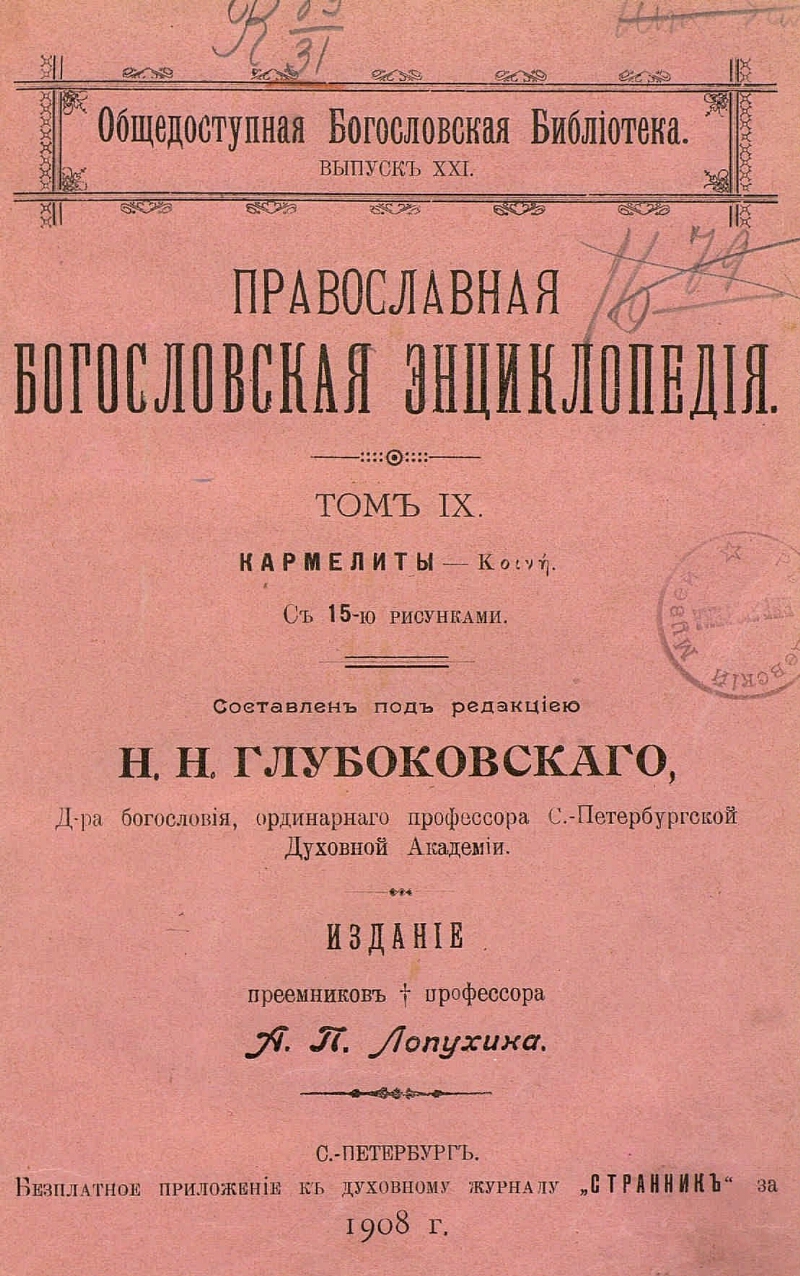 Общедоступная Богословская Библіотека.
ВЫПУСКЪ XXI.
ПРАВОСЛАВНАЯ
БОГОСЛОВСКАЯ ЭНЦИКЛОПЕДІЯ.
ТОМЪ IX.
КАРМЕЛИТЫ — Κοινή.
Съ 15-ю рисунками.
Составленъ подъ редакціею
Н. Н. ГЛУБОКОВСКАГО,
Д-ра богословія, ординарнаго профессора С.-Петербургской
Духовной Академіи.
ИЗДАНІЕ
преемниковъ † профессора
А. П. Лопухина.
С.-ПЕТЕРБУРГЪ.
Безплатное приложеніе къ духовному журналу „СТРАННИКЪ“ за
1908 г.